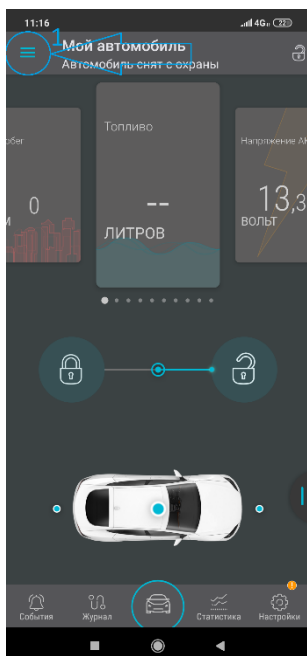 11:16
4G
22
1
Мой автомобиль
Автомобиль снят с охраны
обег
Топливо
Напряжение АК
0
--
13,3
М
ЛИТРОВ
ВОЛЬТ
События
Журнал
Статистика
Настройки